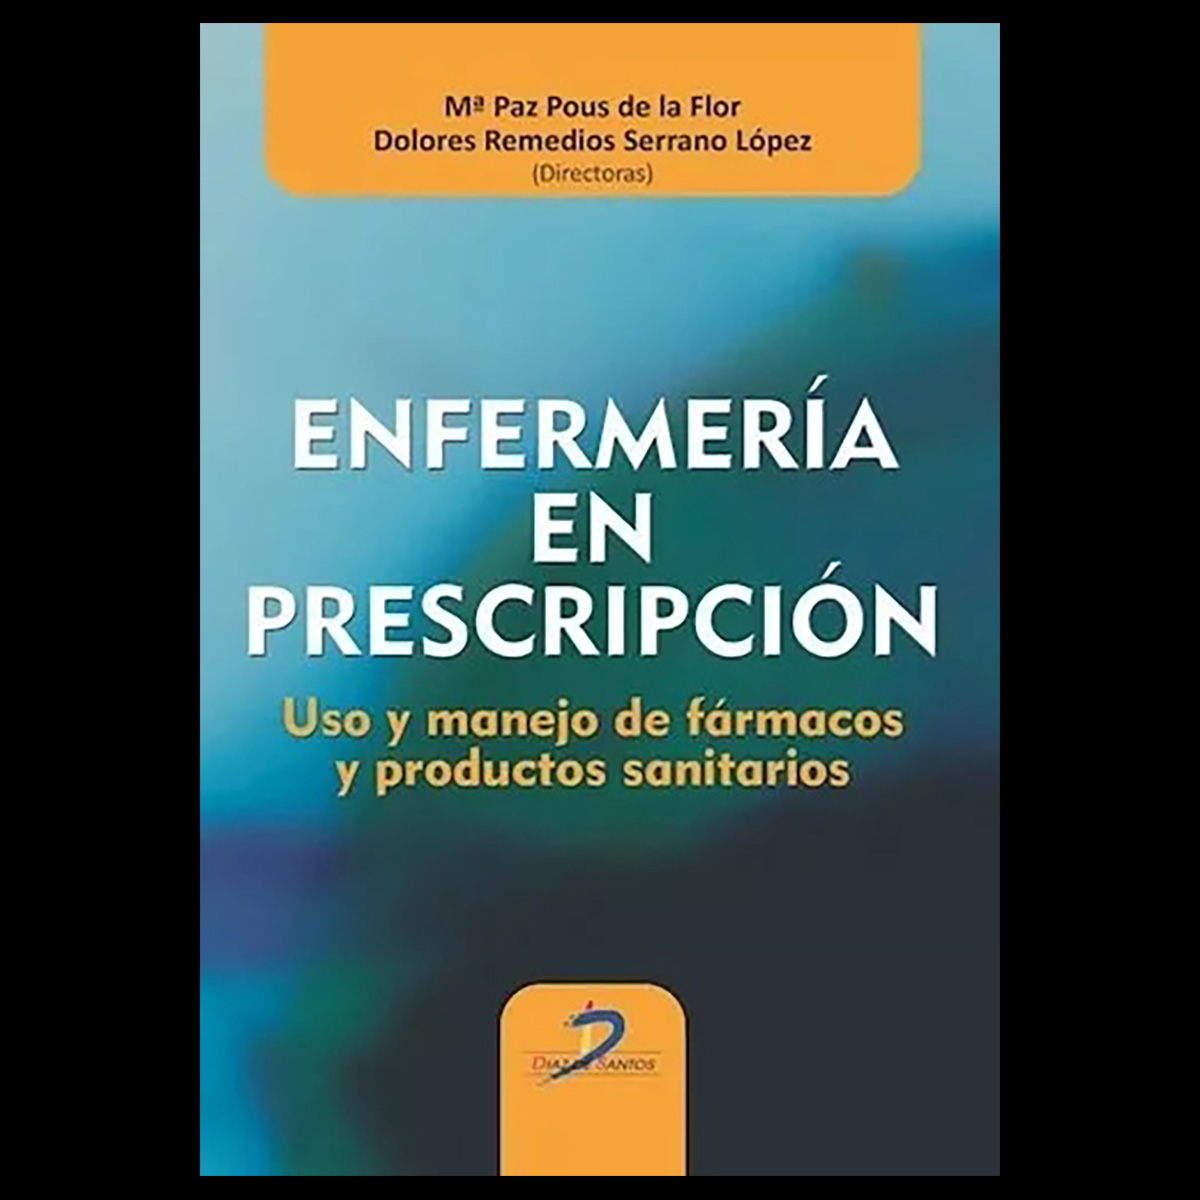 Mª Paz Pous de la Flor
Dolores Remedios Serrano López
(Directoras)
ENFERMERÍA
EN
PRESCRIPCIÓN
Uso y manejo de fármacos
y productos sanitarios
DIAZ DE SANTOS